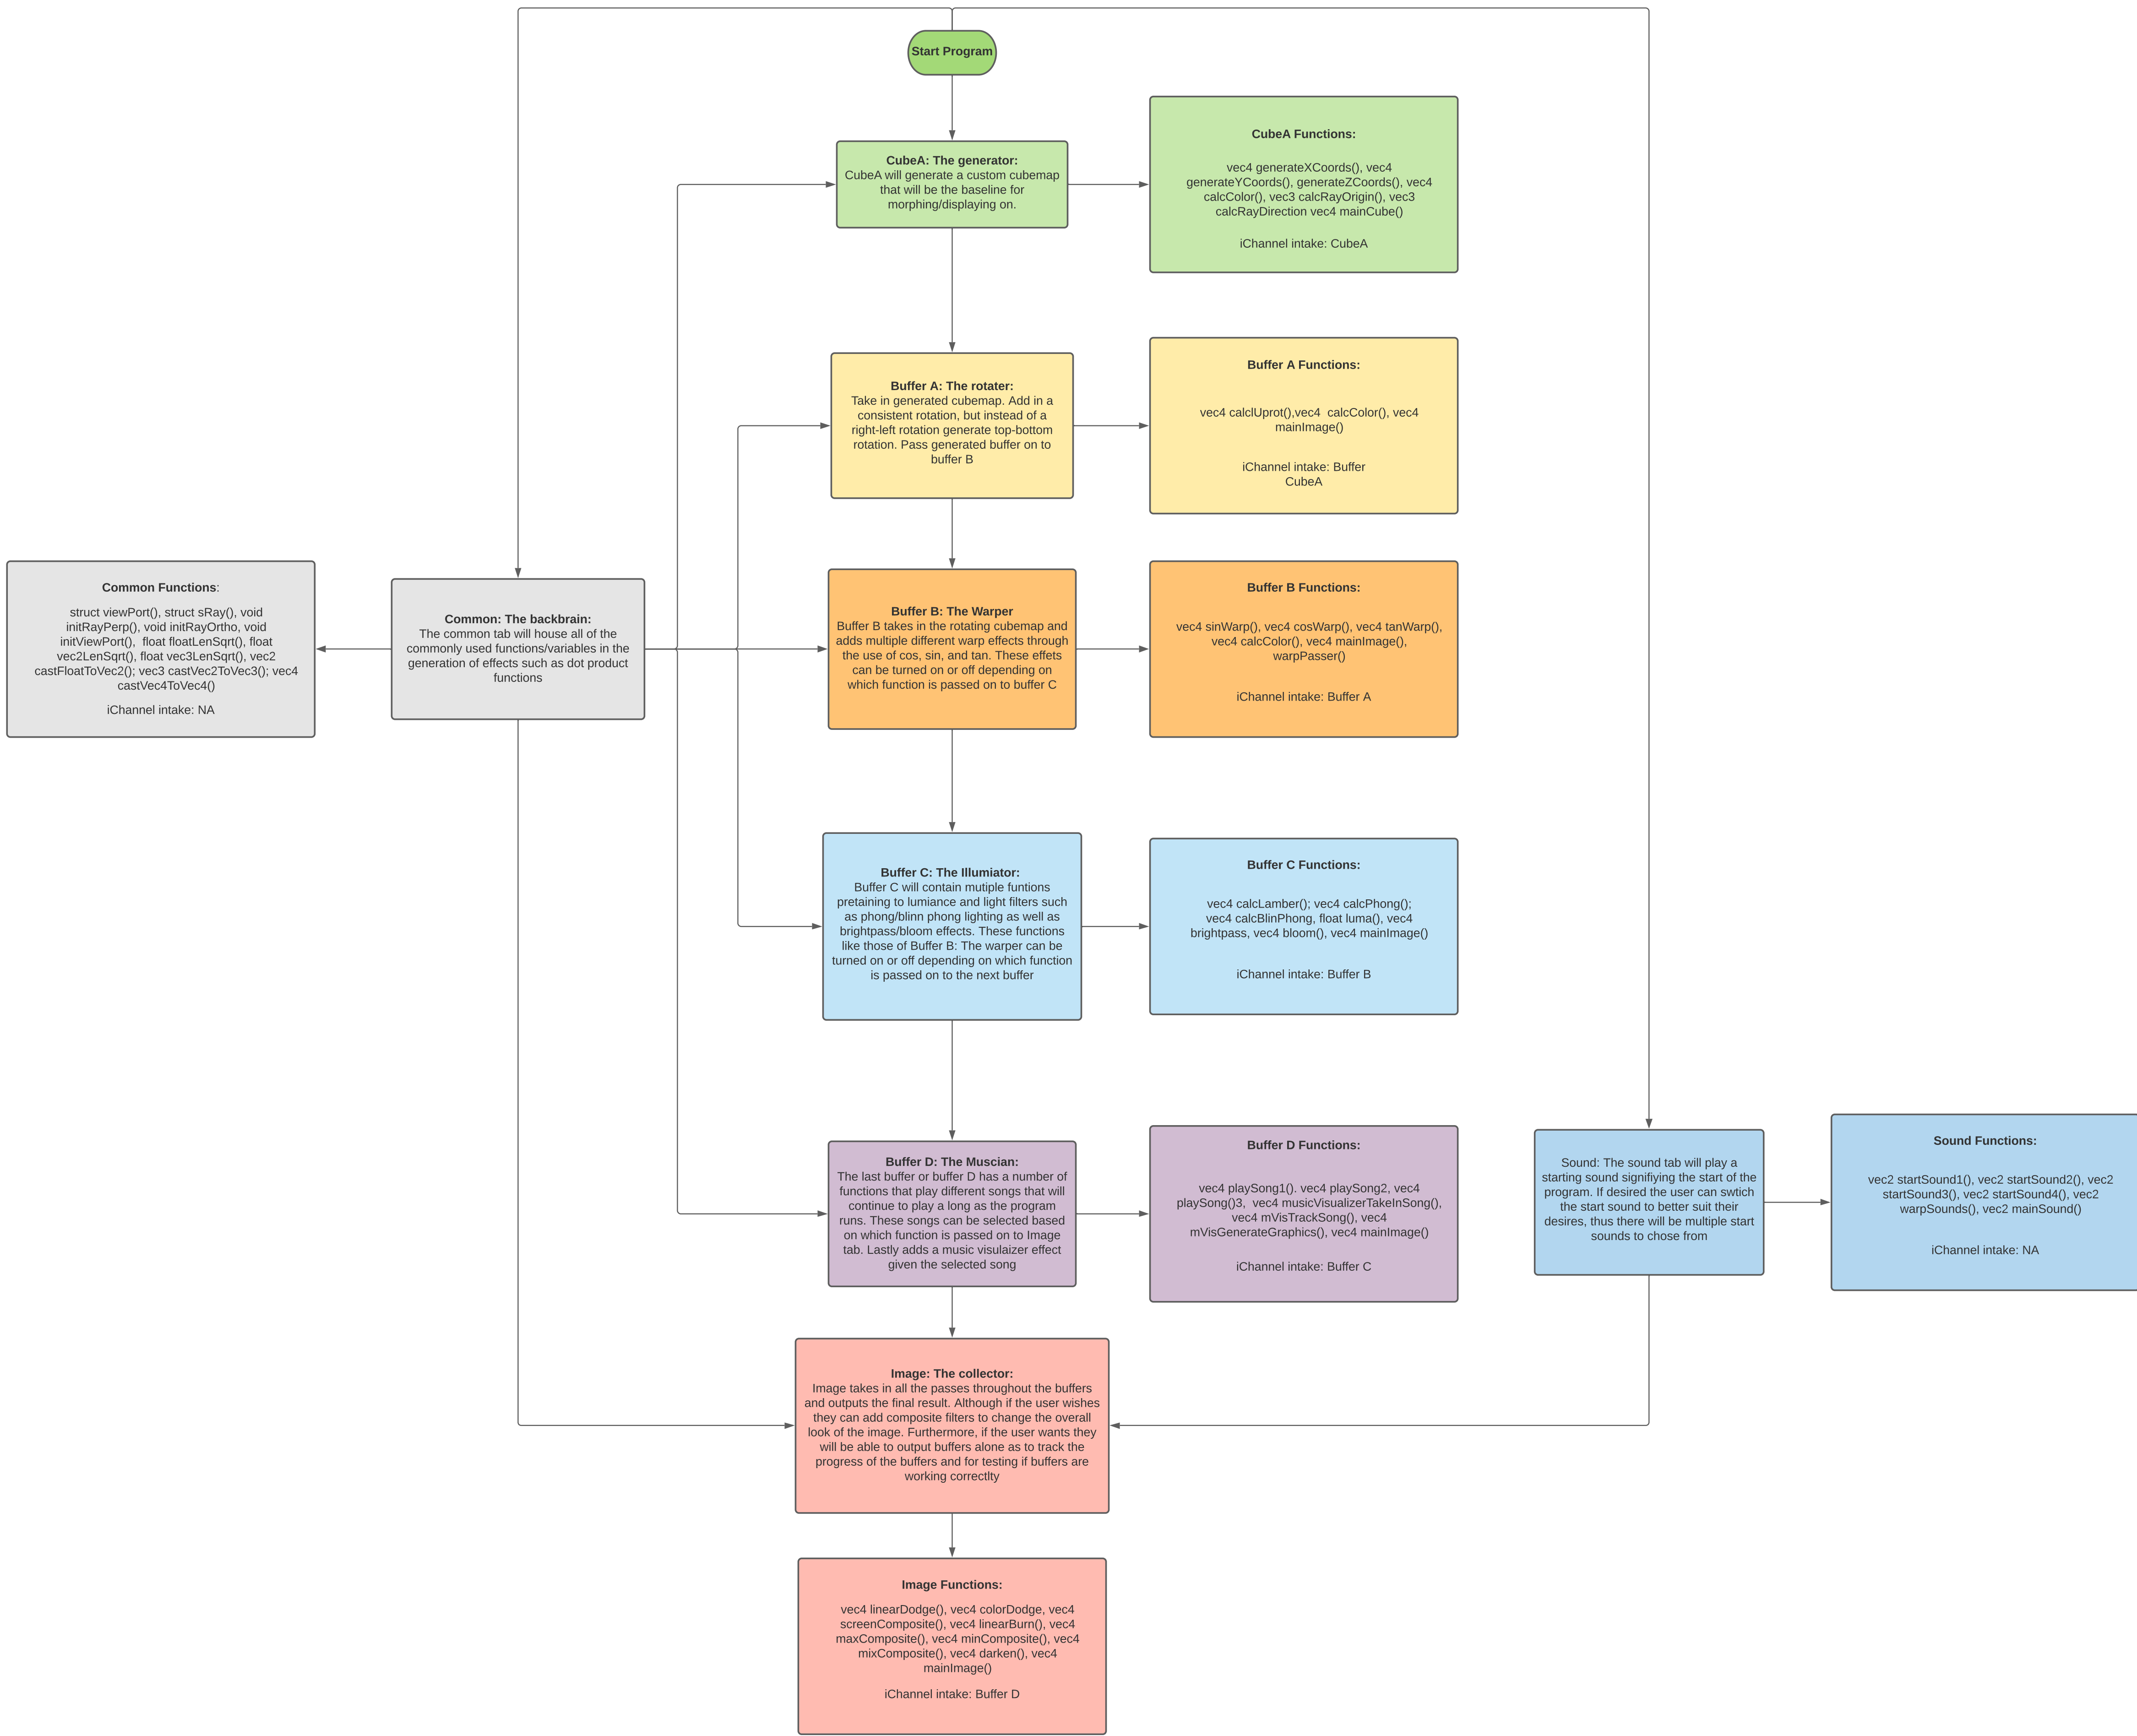 Start Program
CubeA: The generator:
CubeA will generate a custom cubemap
that will be the baseline for
morphing/displaying on.
CubeA Functions:
vec4 generateXCoords(), vec4
generateYCoords(), generateZCoords(), vec4
calcColor(), vec3 calcRayOrigin(), vec3
calcRayDirection vec4 mainCube()
iChannel intake: CubeA
Buffer A: The rotater:
Take in generated cubemap. Add in a
consistent rotation, but instead of a
right-left rotation generate top-bottom
rotation. Pass generated buffer on to
buffer B
Buffer A Functions:
vec4 calclUprot(),vec4  calcColor(), vec4
mainImage()
iChannel intake: Buffer
CubeA
Common Functions:
struct viewPort(), struct sRay(), void
initRayPerp(), void initRayOrtho, void
initViewPort(),  float floatLenSqrt(), float
vec2LenSqrt(), float vec3LenSqrt(), vec2
castFloatToVec2(); vec3 castVec2ToVec3(); vec4
castVec4ToVec4()
iChannel intake: NA
Common: The backbrain:
The common tab will house all of the
commonly used functions/variables in the
generation of effects such as dot product
functions
Buffer B: The Warper
Buffer B takes in the rotating cubemap and
adds multiple different warp effects through
the use of cos, sin, and tan. These effets
can be turned on or off depending on
which function is passed on to buffer C
Buffer B Functions:
vec4 sinWarp(), vec4 cosWarp(), vec4 tanWarp(),
vec4 calcColor(), vec4 mainImage(),
warpPasser()
iChannel intake: Buffer A
Buffer C: The Illumiator:
Buffer C will contain mutiple funtions
pretaining to lumiance and light filters such
as phong/blinn phong lighting as well as
brightpass/bloom effects. These functions
like those of Buffer B: The warper can be
turned on or off depending on which function
is passed on to the next buffer
Buffer C Functions:
vec4 calcLamber(); vec4 calcPhong();
vec4 calcBlinPhong, float luma(), vec4
brightpass, vec4 bloom(), vec4 mainImage()
iChannel intake: Buffer B
Buffer D: The Muscian:
The last buffer or buffer D has a number of
functions that play different songs that will
continue to play a long as the program
runs. These songs can be selected based
on which function is passed on to Image
tab. Lastly adds a music visulaizer effect
given the selected song
Buffer D Functions:
vec4 playSong1(). vec4 playSong2, vec4
playSong()3,  vec4 musicVisualizerTakeInSong(),
vec4 mVisTrackSong(), vec4
mVisGenerateGraphics(), vec4 mainImage()
iChannel intake: Buffer C
Sound: The sound tab will play a
starting sound signifiying the start of the
program. If desired the user can swtich
the start sound to better suit their
desires, thus there will be multiple start
sounds to chose from
Sound Functions:
vec2 startSound1(), vec2 startSound2(), vec2
startSound3(), vec2 startSound4(), vec2
warpSounds(), vec2 mainSound()
iChannel intake: NA
Image: The collector:
Image takes in all the passes throughout the buffers
and outputs the final result. Although if the user wishes
they can add composite filters to change the overall
look of the image. Furthermore, if the user wants they
will be able to output buffers alone as to track the
progress of the buffers and for testing if buffers are
working correctlty
Image Functions:
vec4 linearDodge(), vec4 colorDodge, vec4
screenComposite(), vec4 linearBurn(), vec4
maxComposite(), vec4 minComposite(), vec4
mixComposite(), vec4 darken(), vec4
mainImage()
iChannel intake: Buffer D